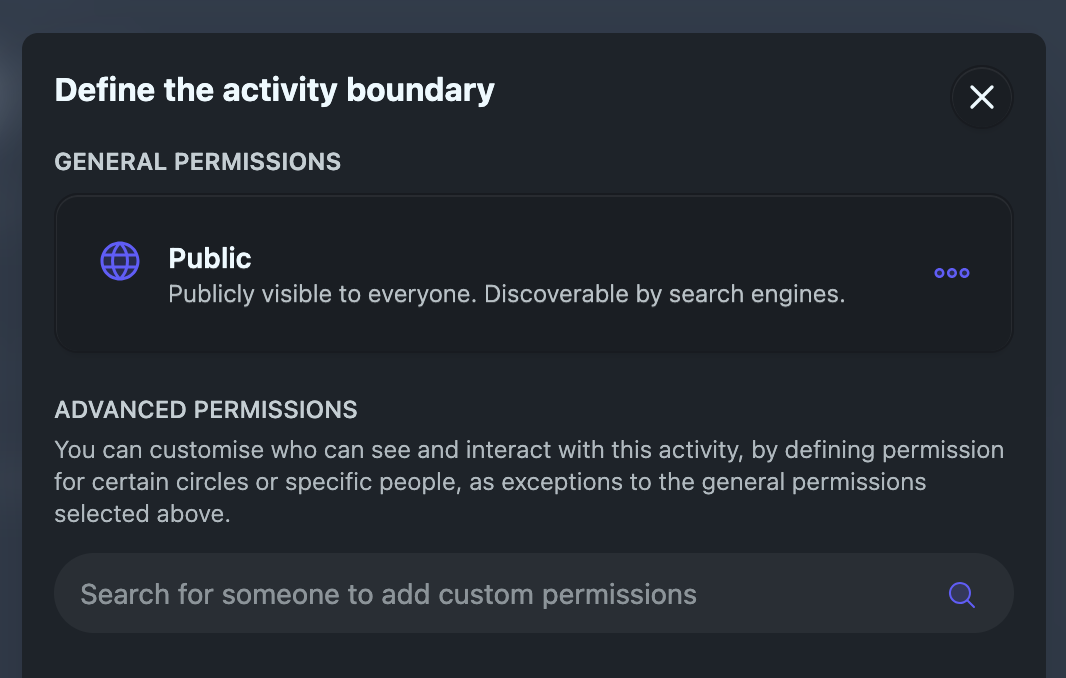 Define the activity boundary
GENERAL PERMISSIONS
Public
Publicly visible to everyone. Discoverable by search engines.
ADVANCED PERMISSIONS
You can customise who can see and interact with this activity, by defining permission
for certain circles or specific people, as exceptions to the general permissions
selected above.
Search for someone to add custom permissions